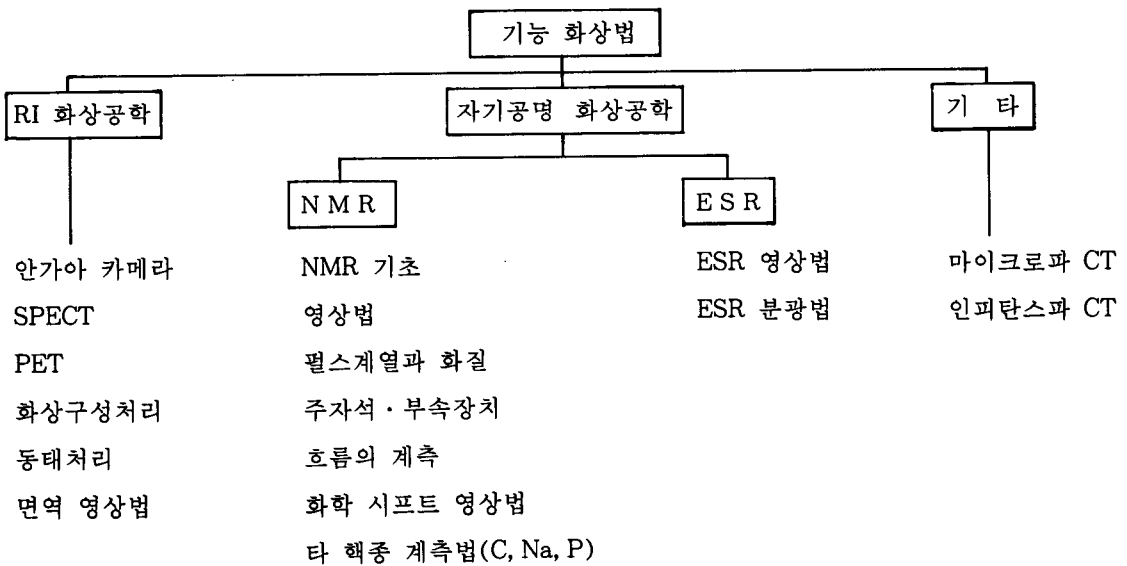 기능 화상법
RI 화상공학
자기공명 화상공학
기 타
NMR
ESR
안가아 카메라
SPECT
PET
화상구성처리
동태처리
면역 영상법
NMR 기초
영상법
펄스계열과 화질
주자석·부속장치
흐름의 계측
화학 시프트 영상법
타 핵종 계측법(C, Na, P)
ESR 영상법
ESR 분광법
마이크로파 CT
인피탄스파 CT